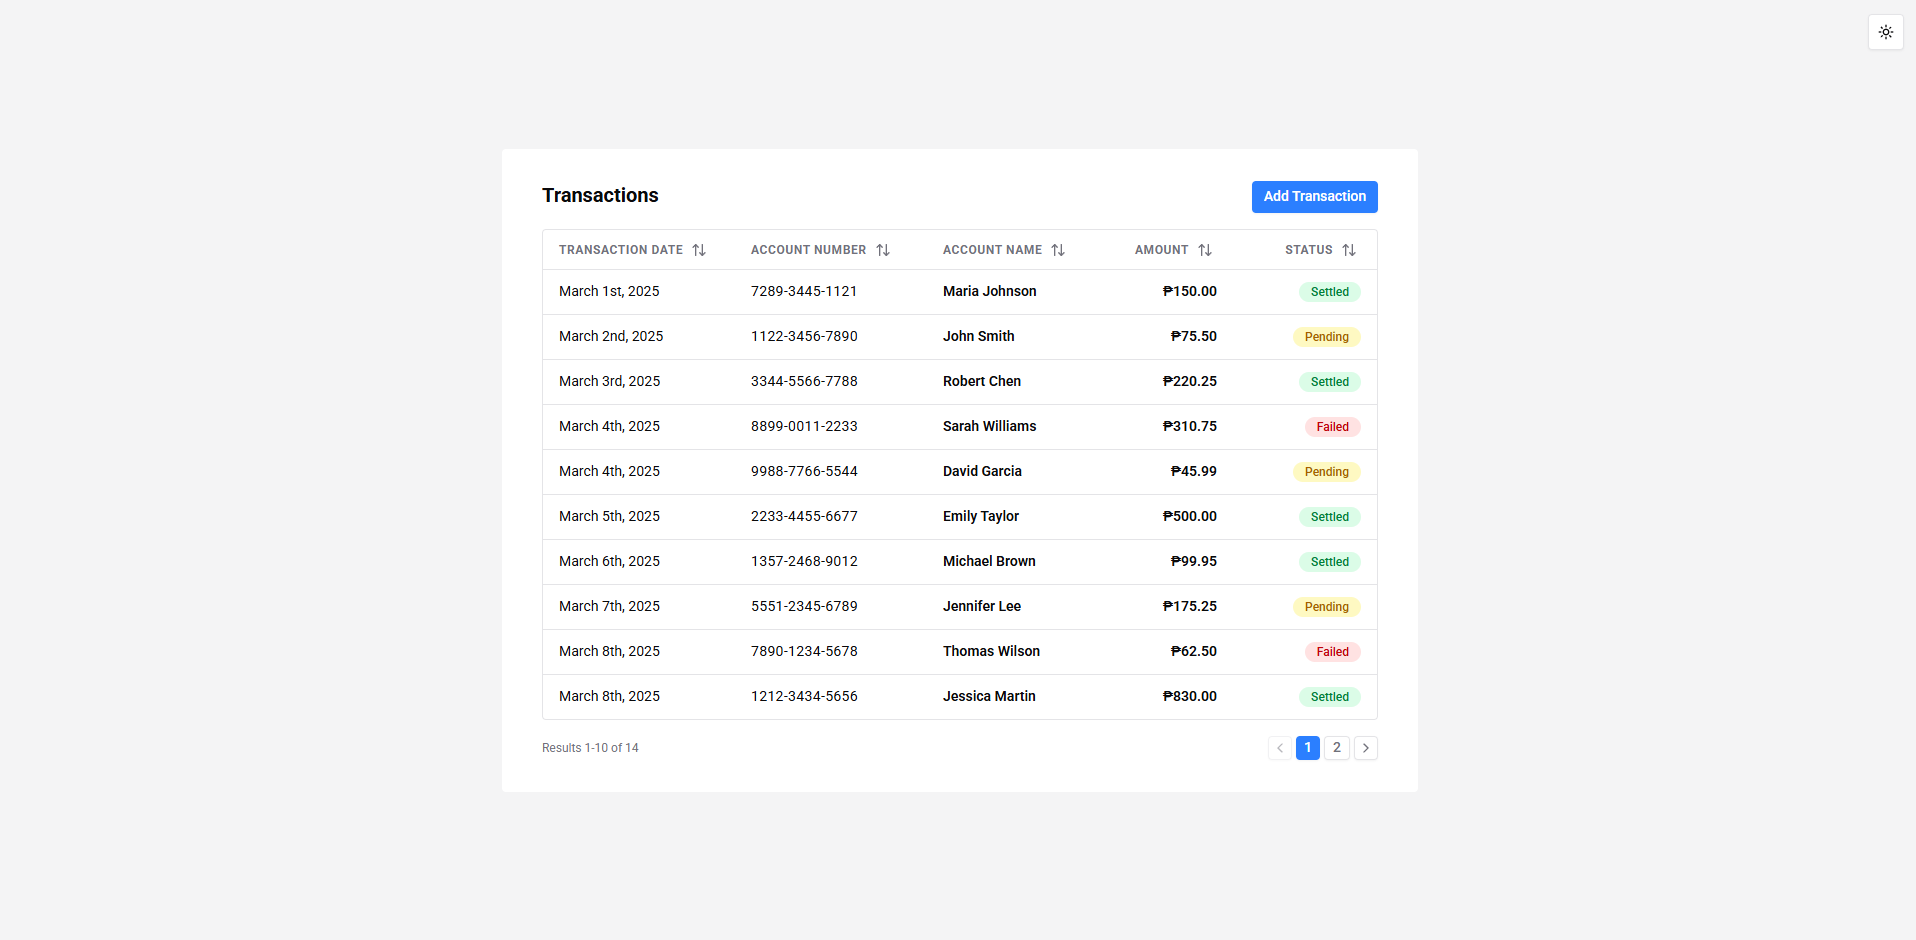 Transactions
Add Transaction
TRANSACTION DATE ACCOUNT NUMBER ACCOUNT NAME AMOUNT STATUS
March 1st, 2025 7289-3445-1121 Maria Johnson ₱150.00 Settled
March 2nd, 2025 1122-3456-7890 John Smith ₱75.50 Pending
March 3rd, 2025 3344-5566-7788 Robert Chen ₱220.25 Settled
March 4th, 2025 8899-0011-2233 Sarah Williams ₱310.75 Failed
March 4th, 2025 9988-7766-5544 David Garcia ₱45.99 Pending
March 5th, 2025 2233-4455-6677 Emily Taylor ₱500.00 Settled
March 6th, 2025 1357-2468-9012 Michael Brown ₱99.95 Settled
March 7th, 2025 5551-2345-6789 Jennifer Lee ₱175.25 Pending
March 8th, 2025 7890-1234-5678 Thomas Wilson ₱62.50 Failed
March 8th, 2025 1212-3434-5656 Jessica Martin ₱830.00 Settled
Results 1-10 of 14
1 2